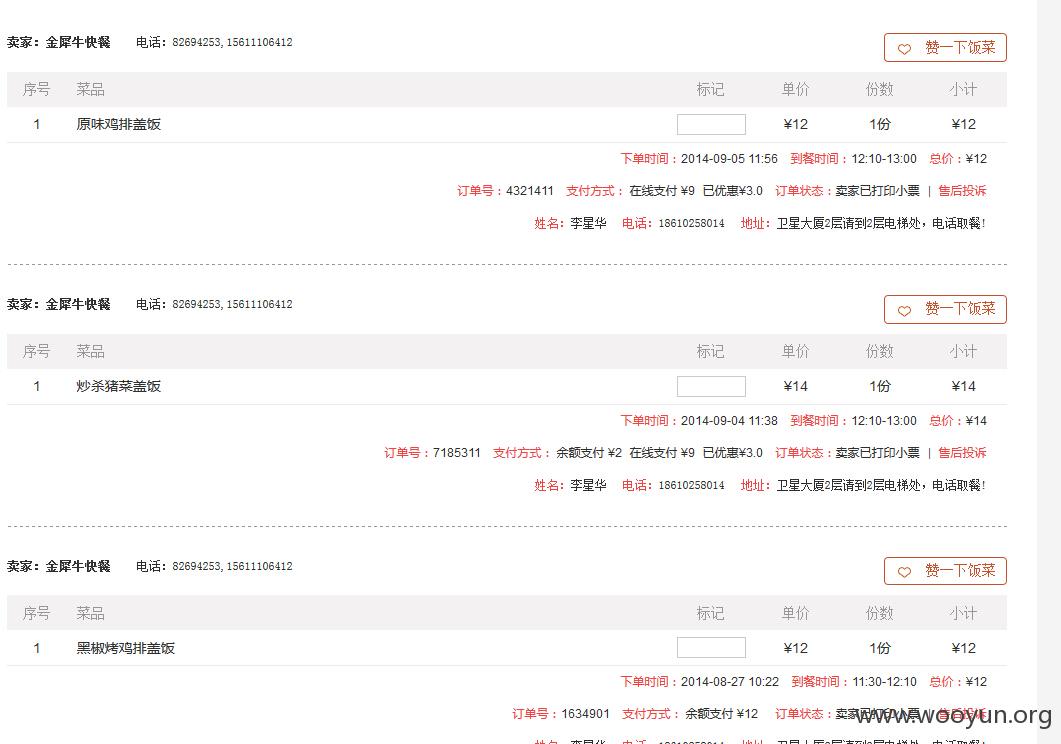 卖家：金犀牛快餐 电话：82694253, 15611106412 赞一下饭菜
序号 菜品 标记 单价 份数 小计
1 原味鸡排盖饭 ¥12 1份 ¥12
下单时间：2014-09-05 11:56 到餐时间：12:10-13:00 总价：¥12
订单号：4321411 支付方式： 在线支付 ¥9 已优惠¥3.0 订单状态：卖家已打印小票 | 售后投诉
姓名：李星华 电话：18610258014 地址：卫星大厦2层请到2层电梯处，电话取餐!
卖家：金犀牛快餐 电话：82694253, 15611106412 赞一下饭菜
序号 菜品 标记 单价 份数 小计
1 炒杀猪菜盖饭 ¥14 1份 ¥14
下单时间：2014-09-04 11:38 到餐时间：12:10-13:00 总价：¥14
订单号：7185311 支付方式： 余额支付 ¥2 在线支付 ¥9 已优惠¥3.0 订单状态：卖家已打印小票 | 售后投诉
姓名：李星华 电话：18610258014 地址：卫星大厦2层请到2层电梯处，电话取餐!
卖家：金犀牛快餐 电话：82694253, 15611106412 赞一下饭菜
序号 菜品 标记 单价 份数 小计
1 黑椒烤鸡排盖饭 ¥12 1份 ¥12
下单时间：2014-08-27 10:22 到餐时间：11:30-12:10 总价：¥12
订单号：1634901 支付方式： 余额支付 ¥12 订单状态：卖家已打印小票 | 售后投诉
www.wooyun.org